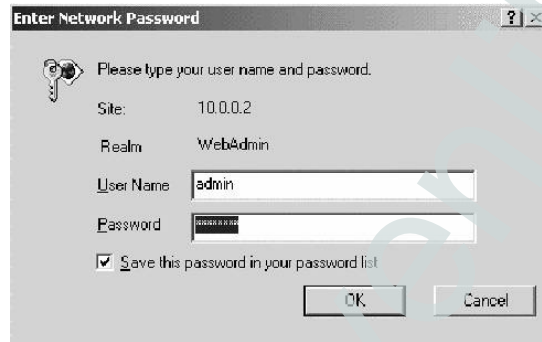 Enter Network Password
Please type your user name and password.
Site: 10.0.0.2
Realm WebAdmin
User Name admin
Password ********
Save this password in your password list
OK Cancel